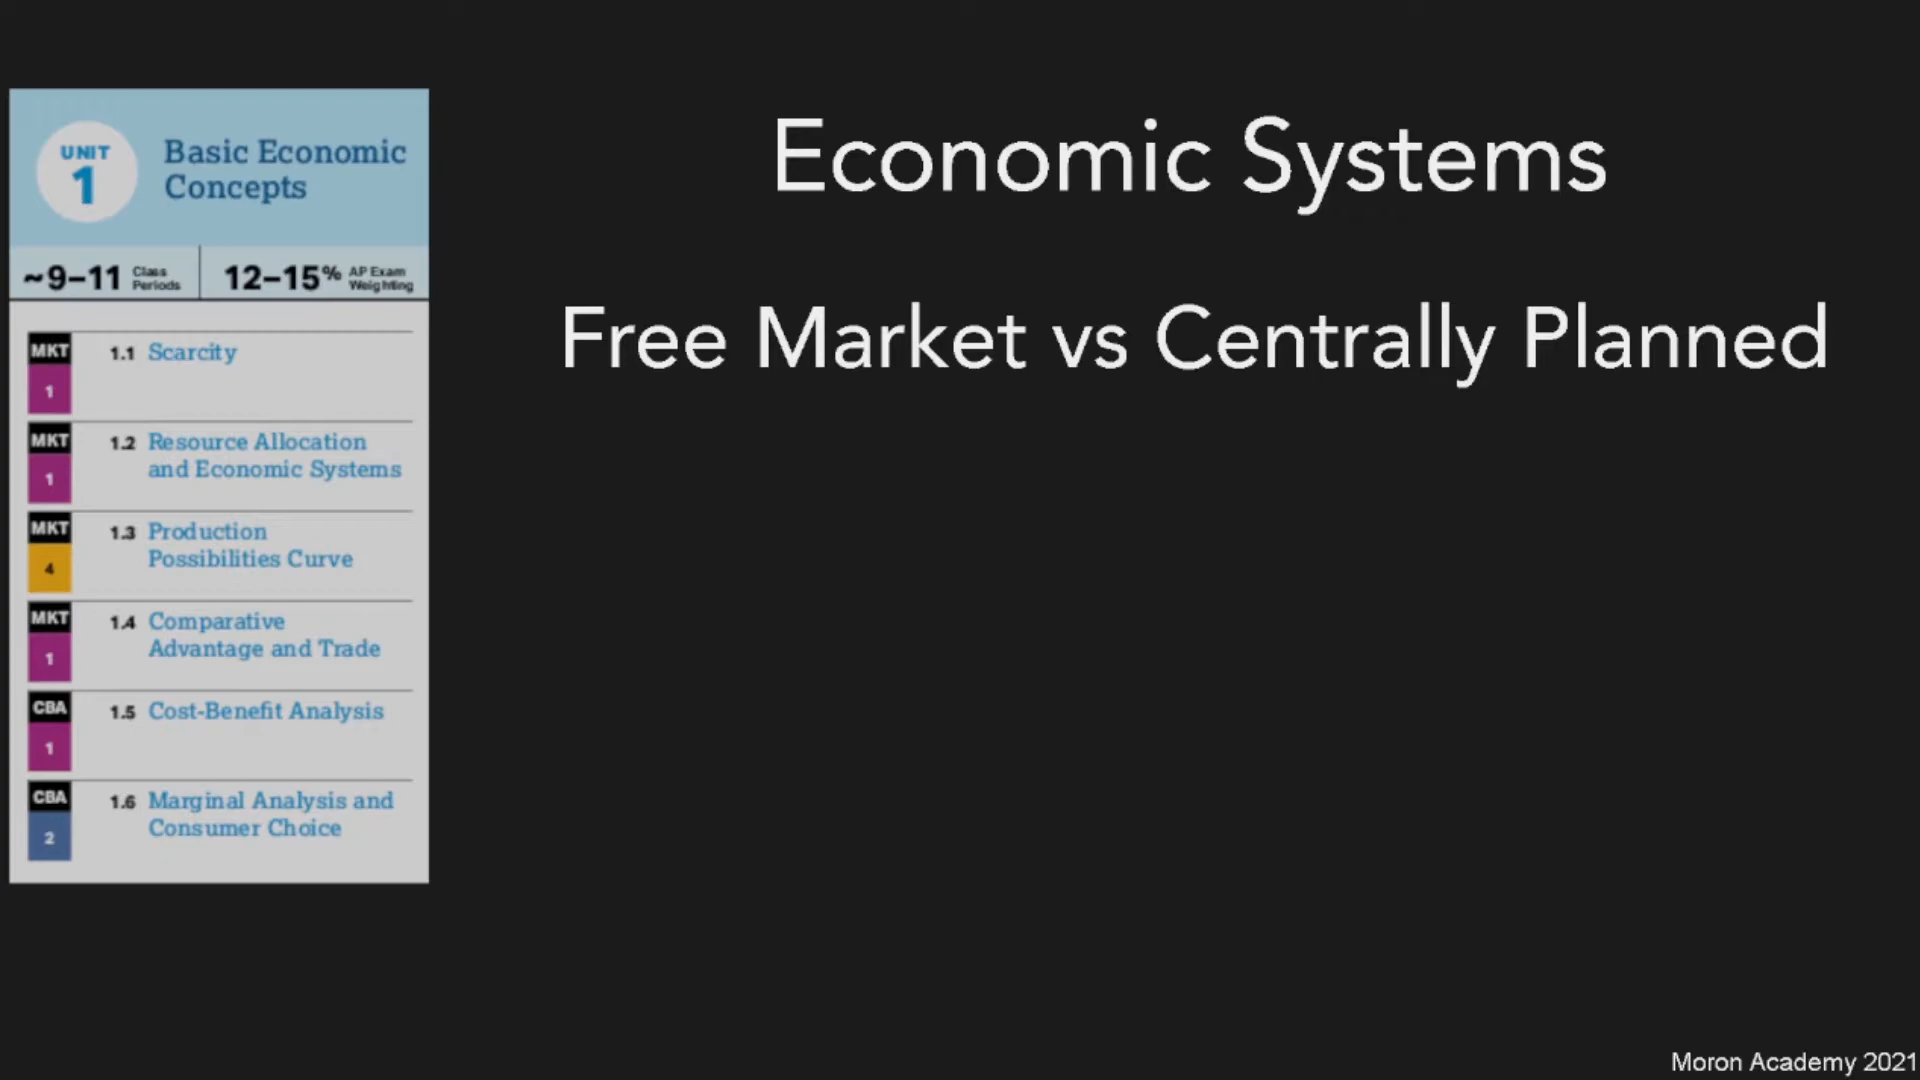 Economic Systems
Free Market vs Centrally Planned
UNIT
1
Basic Economic
Concepts
~9–11 Class
Periods
12–15% AP Exam
Weighting
MKT
1
1.1 Scarcity
MKT
1
1.2 Resource Allocation
and Economic Systems
MKT
4
1.3 Production
Possibilities Curve
MKT
1
1.4 Comparative
Advantage and Trade
CBA
1
1.5 Cost-Benefit Analysis
CBA
2
1.6 Marginal Analysis and
Consumer Choice
Moron Academy 2021